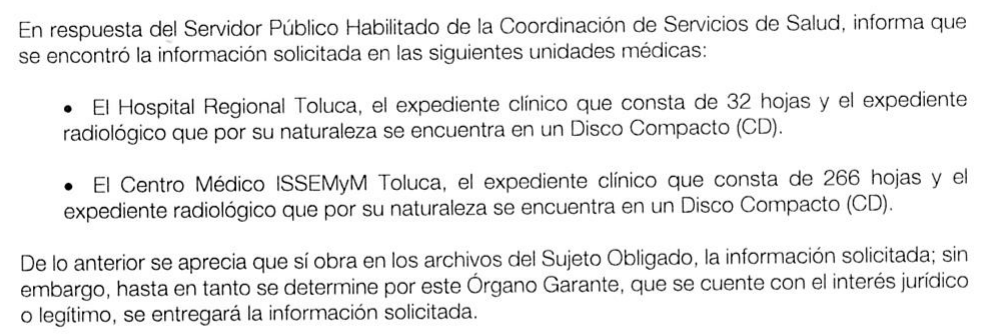 En respuesta del Servidor Público Habilitado de la Coordinación de Servicios de Salud, informa que
se encontró la información solicitada en las siguientes unidades médicas:
• El Hospital Regional Toluca, el expediente clínico que consta de 32 hojas y el expediente
radiológico que por su naturaleza se encuentra en un Disco Compacto (CD).
• El Centro Médico ISSEMyM Toluca, el expediente clínico que consta de 266 hojas y el
expediente radiológico que por su naturaleza se encuentra en un Disco Compacto (CD).
De lo anterior se aprecia que sí obra en los archivos del Sujeto Obligado, la información solicitada; sin
embargo, hasta en tanto se determine por este Órgano Garante, que se cuente con el interés jurídico
o legítimo, se entregará la información solicitada.